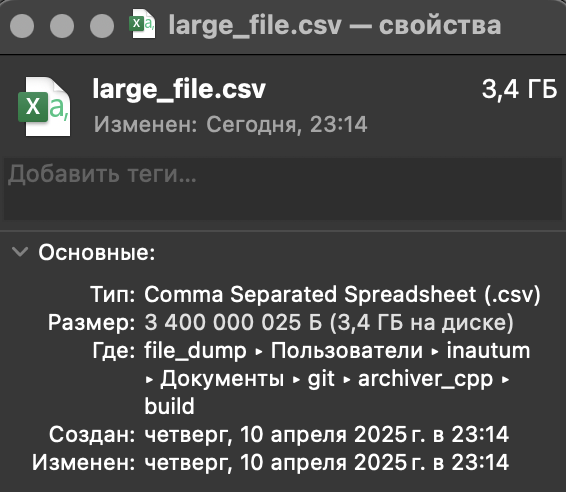 large_file.csv — свойства
large_file.csv 3,4 ГБ
Изменен: Сегодня, 23:14
Добавить теги...
Основные:
Тип: Comma Separated Spreadsheet (.csv)
Размер: 3 400 000 025 Б (3,4 ГБ на диске)
Где: file_dump ▸ Пользователи ▸ inautum
▸ Документы ▸ git ▸ archiver_cpp ▸
build
Создан: четверг, 10 апреля 2025 г. в 23:14
Изменен: четверг, 10 апреля 2025 г. в 23:14